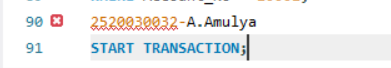 90 2520030032-A.Amulya
91 START TRANSACTION;